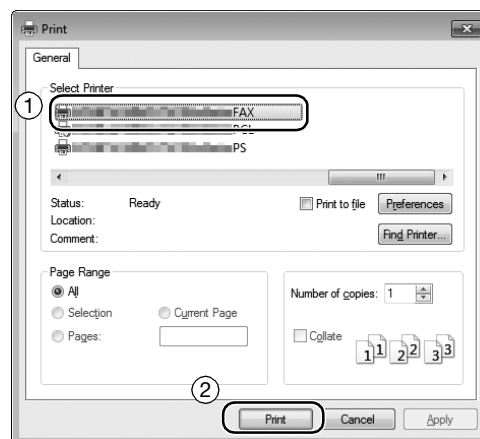 Print
General
Select Printer
1
FAX
PCL
PS
Status: Ready Print to file Preferences
Location:
Comment: Find Printer...
Page Range
All Number of copies: 1
Selection Current Page
Pages: Collate
1 1 2 2 3 3
2
Print Cancel Apply